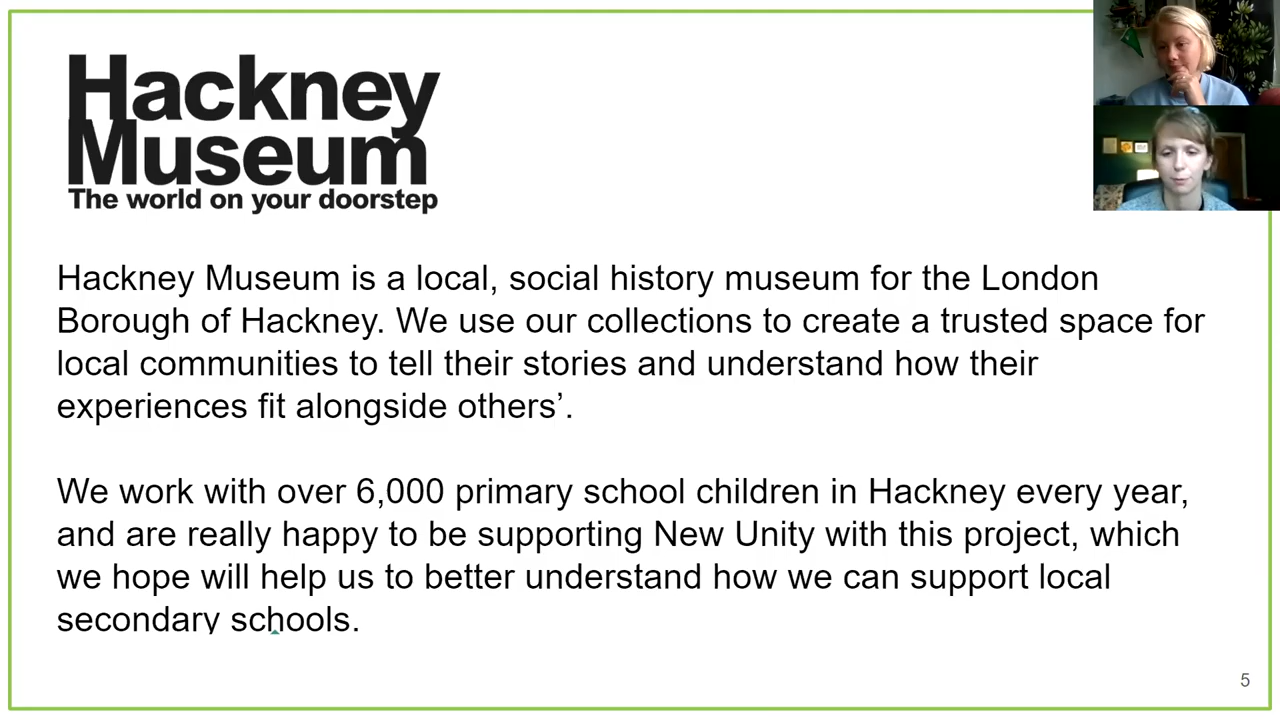 Hackney
Museum
The world on your doorstep
Hackney Museum is a local, social history museum for the London
Borough of Hackney. We use our collections to create a trusted space for
local communities to tell their stories and understand how their
experiences fit alongside others’.
We work with over 6,000 primary school children in Hackney every year,
and are really happy to be supporting New Unity with this project, which
we hope will help us to better understand how we can support local
secondary schools.
5